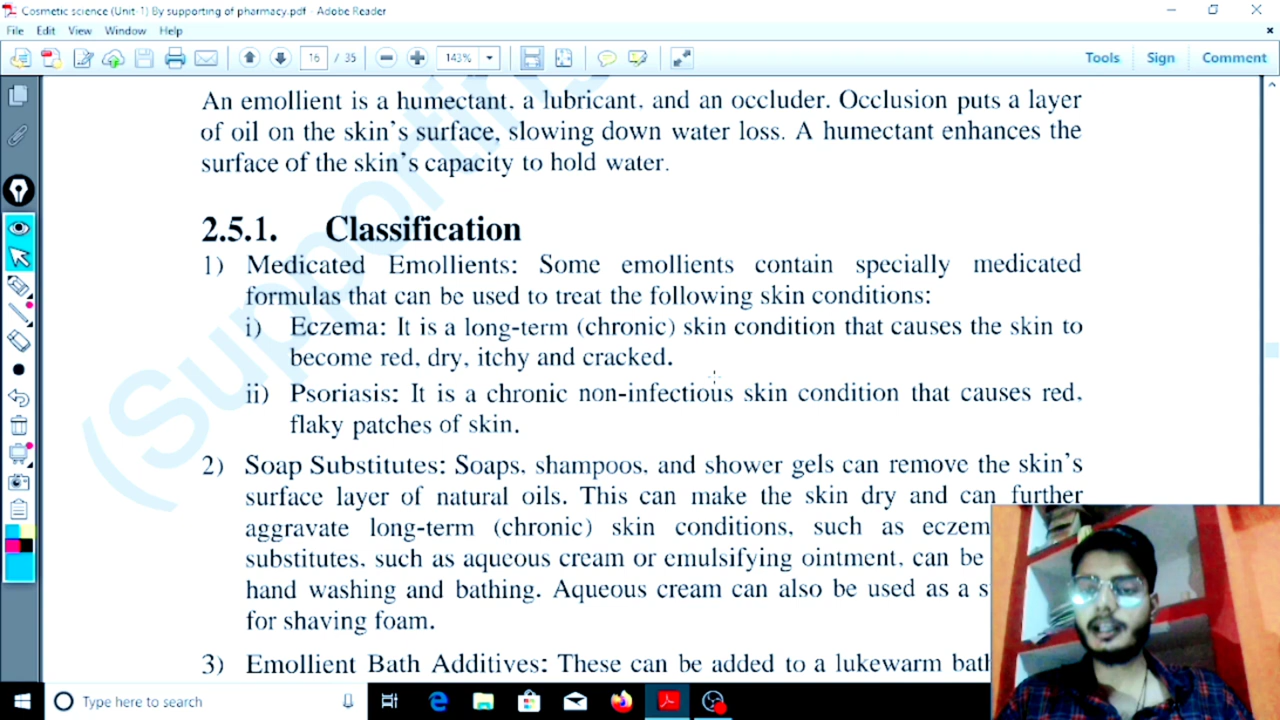 Cosmetic science (Unit-1) By supporting of pharmacy.pdf - Adobe Reader
File Edit View Window Help
16 / 35 143% Tools Sign Comment
An emollient is a humectant, a lubricant, and an occluder. Occlusion puts a layer
of oil on the skin's surface, slowing down water loss. A humectant enhances the
surface of the skin's capacity to hold water.
2.5.1. Classification
1) Medicated Emollients: Some emollients contain specially medicated
formulas that can be used to treat the following skin conditions:
i) Eczema: It is a long-term (chronic) skin condition that causes the skin to
become red, dry, itchy and cracked.
ii) Psoriasis: It is a chronic non-infectious skin condition that causes red,
flaky patches of skin.
2) Soap Substitutes: Soaps, shampoos, and shower gels can remove the skin's
surface layer of natural oils. This can make the skin dry and can further
aggravate long-term (chronic) skin conditions, such as eczem
substitutes, such as aqueous cream or emulsifying ointment, can be
hand washing and bathing. Aqueous cream can also be used as a s
for shaving foam.
3) Emollient Bath Additives: These can be added to a lukewarm bat
(Supporting
Type here to search